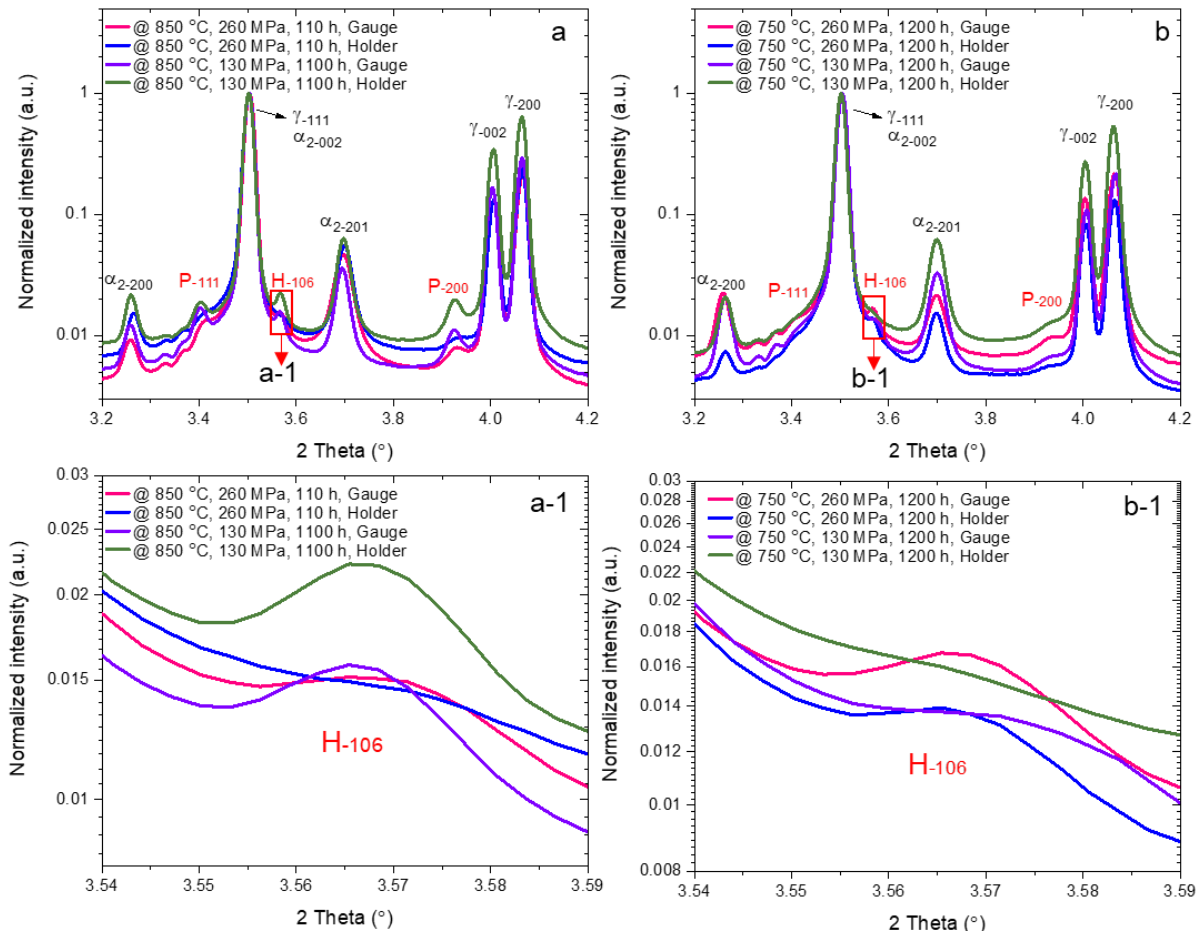 a
@ 850 °C, 260 MPa, 110 h, Gauge
@ 850 °C, 260 MPa, 110 h, Holder
@ 850 °C, 130 MPa, 1100 h, Gauge
@ 850 °C, 130 MPa, 1100 h, Holder
Normalized intensity (a.u.)
1
0.1
0.01
γ-111
α2-002
γ-200
γ-002
α2-201
α2-200
P-111
H-106
P-200
a-1
3.2
3.4
3.6
3.8
4.0
4.2
2 Theta (°)
b
@ 750 °C, 260 MPa, 1200 h, Gauge
@ 750 °C, 260 MPa, 1200 h, Holder
@ 750 °C, 130 MPa, 1200 h, Gauge
@ 750 °C, 130 MPa, 1200 h, Holder
Normalized intensity (a.u.)
1
0.1
0.01
γ-111
α2-002
γ-200
γ-002
α2-201
α2-200
P-111
H-106
P-200
b-1
3.2
3.4
3.6
3.8
4.0
4.2
2 Theta (°)
a-1
@ 850 °C, 260 MPa, 110 h, Gauge
@ 850 °C, 260 MPa, 110 h, Holder
@ 850 °C, 130 MPa, 1100 h, Gauge
@ 850 °C, 130 MPa, 1100 h, Holder
Normalized intensity (a.u.)
0.03
0.025
0.02
0.015
0.01
H-106
3.54
3.55
3.56
3.57
3.58
3.59
2 Theta (°)
b-1
@ 750 °C, 260 MPa, 1200 h, Gauge
@ 750 °C, 260 MPa, 1200 h, Holder
@ 750 °C, 130 MPa, 1200 h, Gauge
@ 750 °C, 130 MPa, 1200 h, Holder
Normalized intensity (a.u.)
0.03
0.028
0.026
0.024
0.022
0.02
0.018
0.016
0.014
0.012
0.01
0.008
H-106
3.54
3.55
3.56
3.57
3.58
3.59
2 Theta (°)